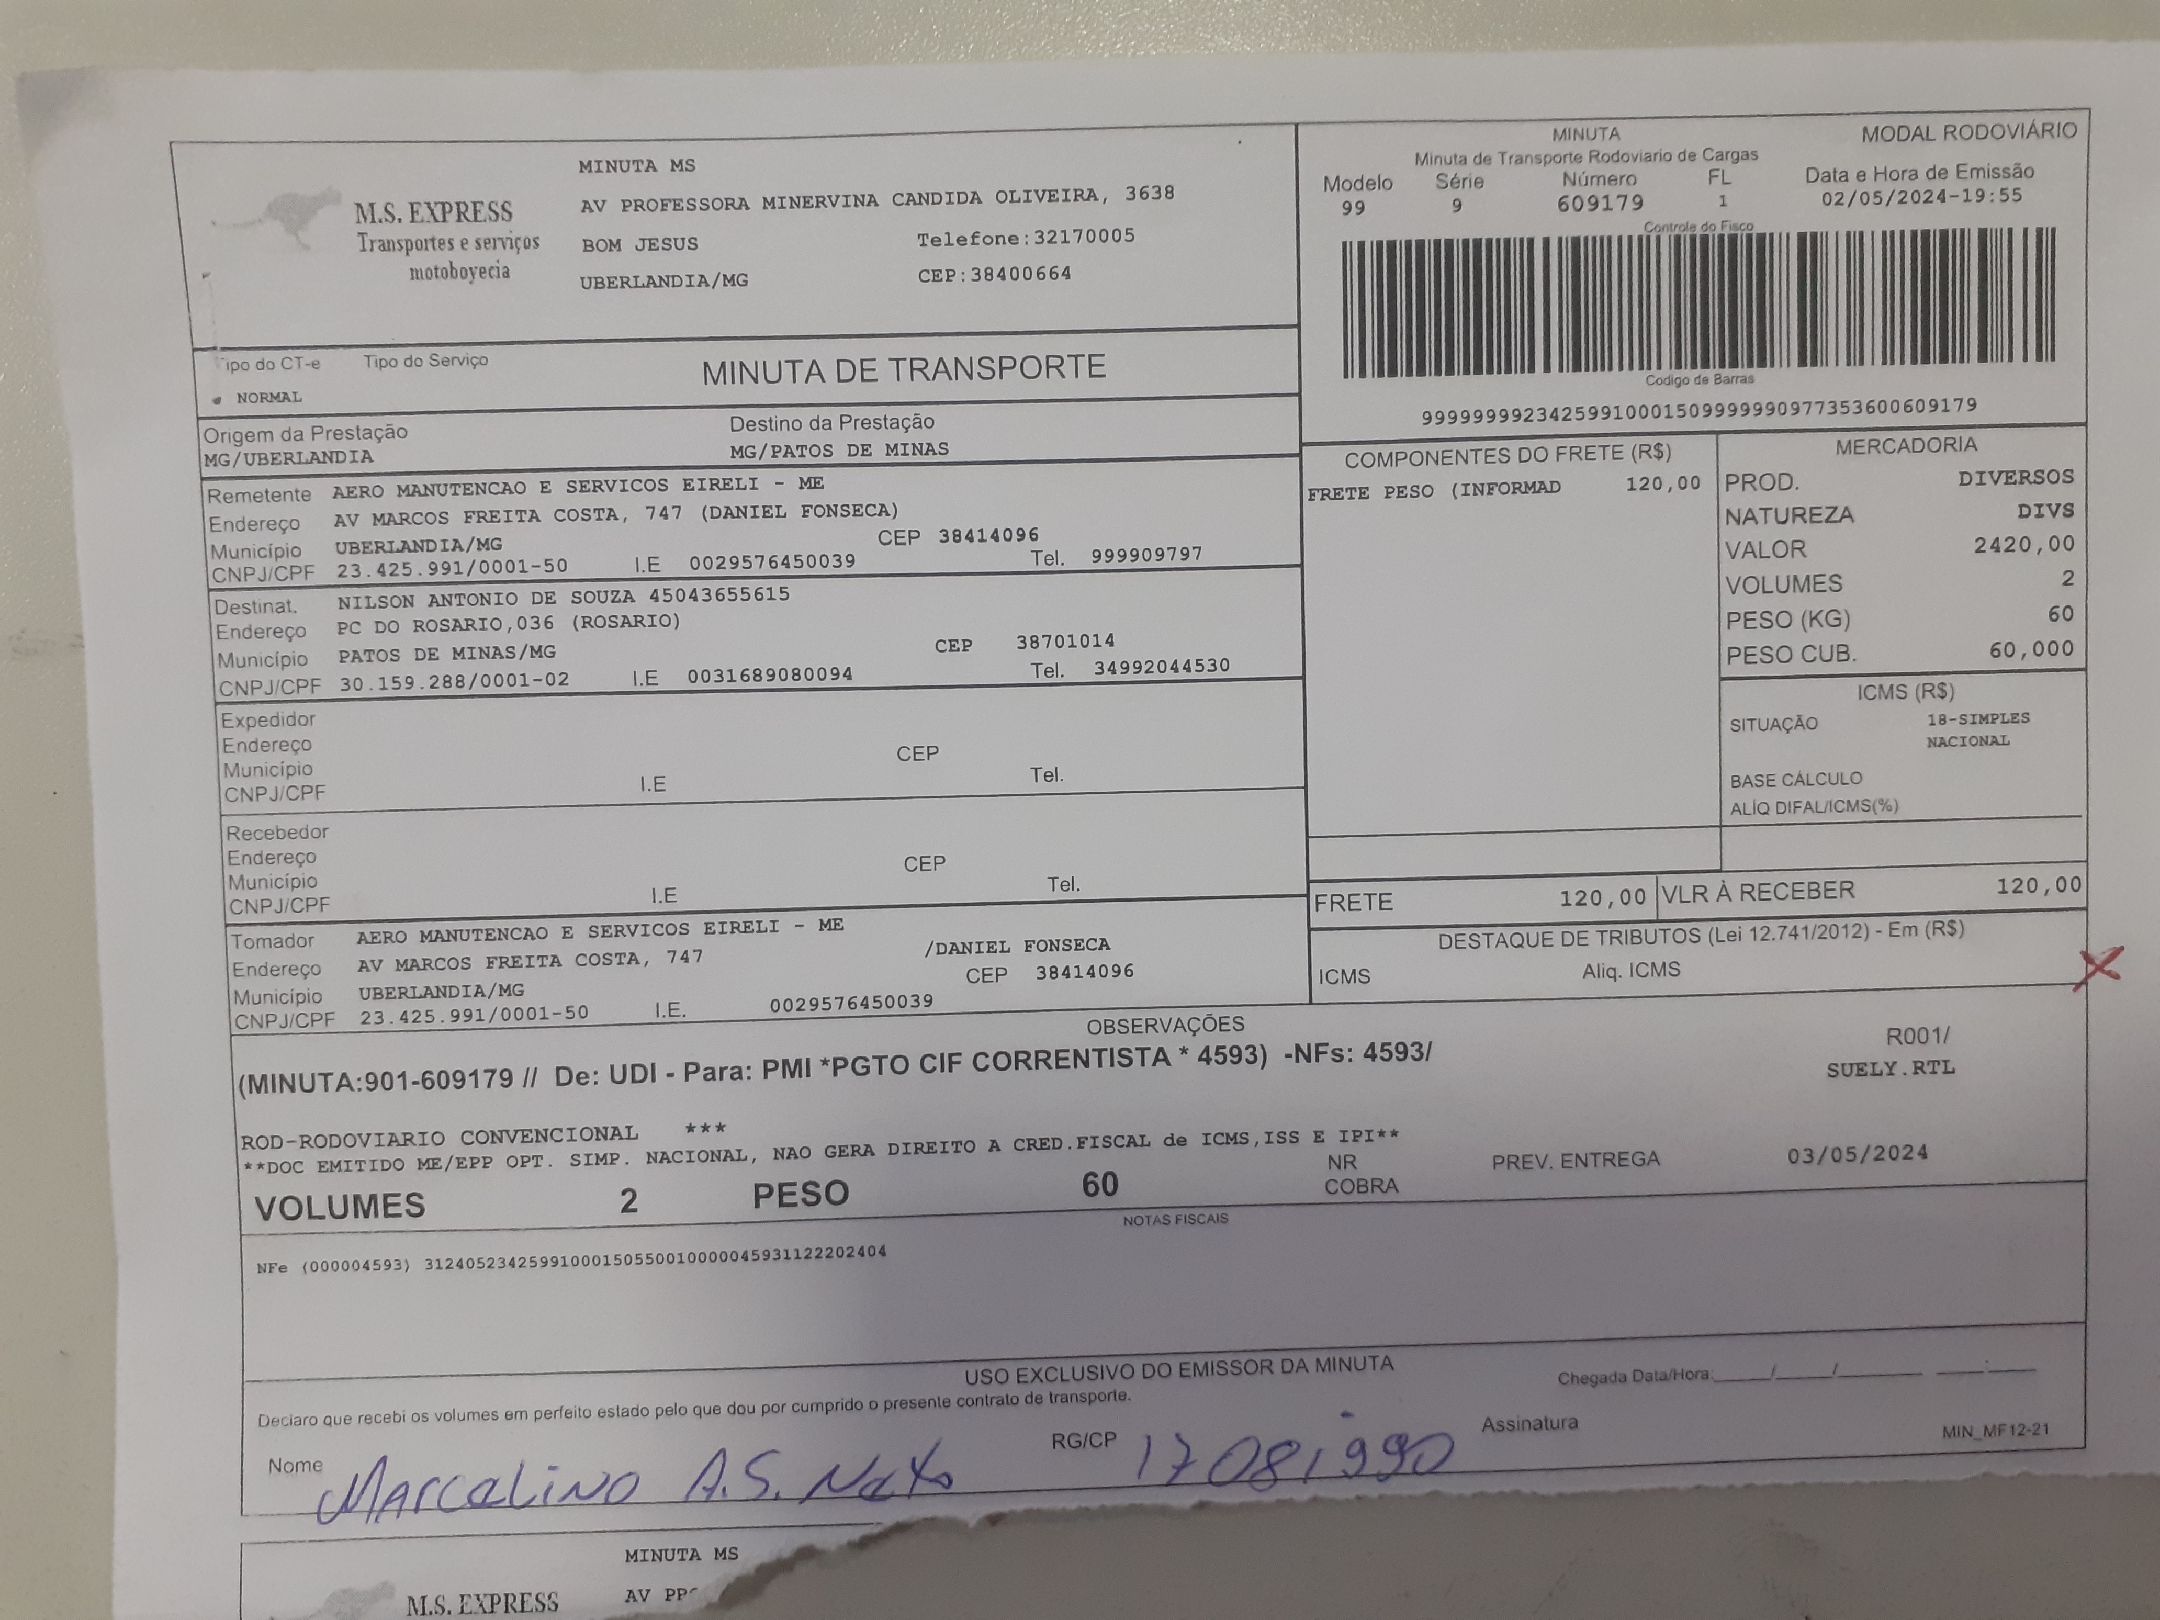 M.S. EXPRESS
Transportes e serviços
motoboyecia
MINUTA MS
AV PROFESSORA MINERVINA CANDIDA OLIVEIRA, 3638
BOM JESUS Telefone:32170005
UBERLANDIA/MG CEP:38400664
MINUTA MODAL RODOVIÁRIO
Minuta de Transporte Rodoviario de Cargas
Modelo Série Número FL Data e Hora de Emissão
99 9 609179 1 02/05/2024-19:55
Controle do Fisco
Codigo de Barras
999999992342599100015099999990977353600609179
Tipo do CT-e Tipo do Serviço MINUTA DE TRANSPORTE
NORMAL
Origem da Prestação Destino da Prestação
MG/UBERLANDIA MG/PATOS DE MINAS
Remetente AERO MANUTENCAO E SERVICOS EIRELI - ME
Endereço AV MARCOS FREITA COSTA, 747 (DANIEL FONSECA)
Município UBERLANDIA/MG CEP 38414096
CNPJ/CPF 23.425.991/0001-50 I.E 0029576450039 Tel. 999909797
Destinat. NILSON ANTONIO DE SOUZA 45043655615
Endereço PC DO ROSARIO,036 (ROSARIO)
Município PATOS DE MINAS/MG CEP 38701014
CNPJ/CPF 30.159.288/0001-02 I.E 0031689080094 Tel. 34992044530
Expedidor
Endereço
Município CEP
CNPJ/CPF I.E Tel.
Recebedor
Endereço
Município CEP
CNPJ/CPF I.E Tel.
Tomador AERO MANUTENCAO E SERVICOS EIRELI - ME
Endereço AV MARCOS FREITA COSTA, 747 /DANIEL FONSECA
Município UBERLANDIA/MG CEP 38414096
CNPJ/CPF 23.425.991/0001-50 I.E. 0029576450039
COMPONENTES DO FRETE (R$)
FRETE PESO (INFORMAD 120,00
MERCADORIA
PROD. DIVERSOS
NATUREZA DIVS
VALOR 2420,00
VOLUMES 2
PESO (KG) 60
PESO CUB. 60,000
ICMS (R$)
SITUAÇÃO 18-SIMPLES
NACIONAL
BASE CÁLCULO
ALÍQ DIFAL/ICMS(%)
FRETE 120,00 VLR À RECEBER 120,00
DESTAQUE DE TRIBUTOS (Lei 12.741/2012) - Em (R$)
ICMS Aliq. ICMS
X
OBSERVAÇÕES
(MINUTA:901-609179 // De: UDI - Para: PMI *PGTO CIF CORRENTISTA * 4593) -NFs: 4593/
R001/
SUELY.RTL
ROD-RODOVIARIO CONVENCIONAL ***
**DOC EMITIDO ME/EPP OPT. SIMP. NACIONAL, NAO GERA DIREITO A CRED.FISCAL de ICMS,ISS E IPI**
VOLUMES 2 PESO 60 NR
COBRA
PREV. ENTREGA 03/05/2024
NOTAS FISCAIS
NFe (000004593) 31240523425991000150550010000045931122202404
USO EXCLUSIVO DO EMISSOR DA MINUTA
Declaro que recebi os volumes em perfeito estado pelo que dou por cumprido o presente contrato de transporte.
Chegada Data/Hora:____/____/______ ____:____
Nome Marcelino A.S. Neto RG/CP 17081990 Assinatura MIN_MF12-21
MINUTA MS
M.S. EXPRESS AV